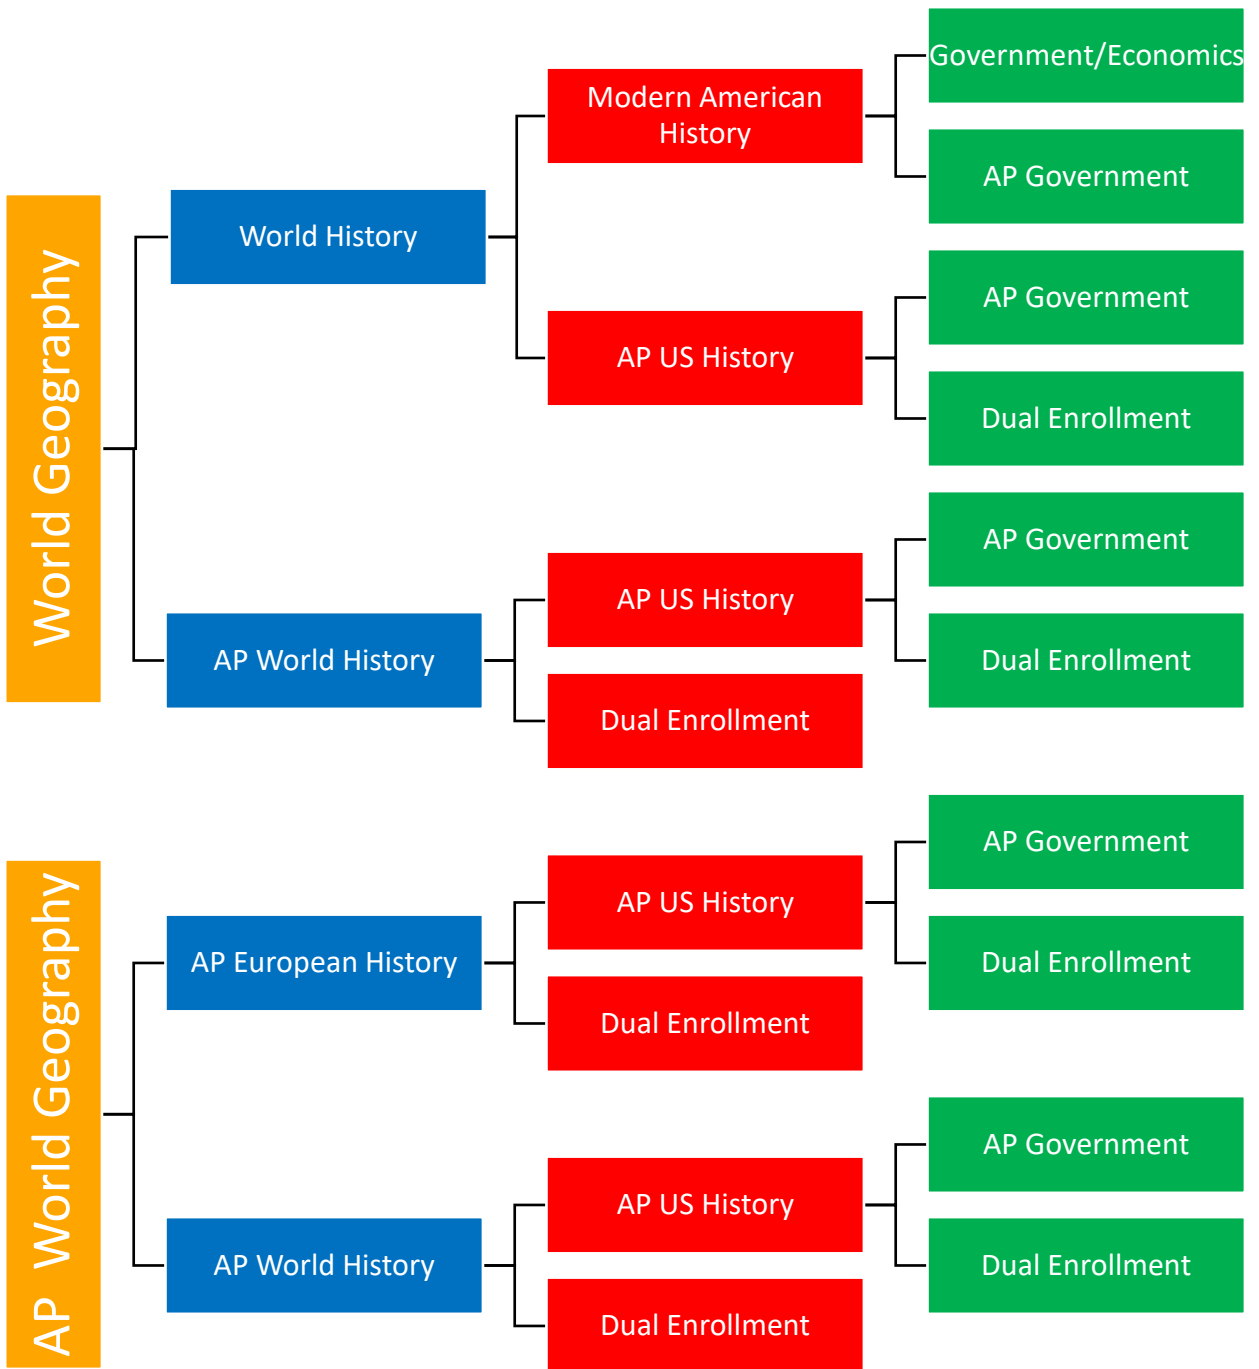 World Geography
World History
Modern American
History
Government/Economics
AP Government
AP US History
AP Government
Dual Enrollment
AP World History
AP US History
AP Government
Dual Enrollment
Dual Enrollment
AP World Geography
AP European History
AP US History
AP Government
Dual Enrollment
Dual Enrollment
AP World History
AP US History
AP Government
Dual Enrollment
Dual Enrollment